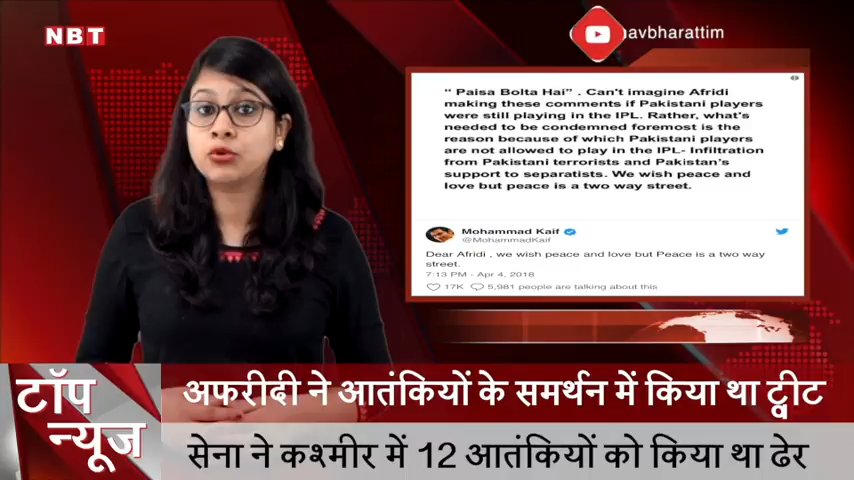 NBT
avbharattim
“ Paisa Bolta Hai” . Can't imagine Afridi
making these comments if Pakistani players
were still playing in the IPL. Rather, what's
needed to be condemned foremost is the
reason because of which Pakistani players
are not allowed to play in the IPL- Infiltration
from Pakistani terrorists and Pakistan's
support to separatists. We wish peace and
love but peace is a two way street.
Mohammad Kaif
@MohammadKaif
Dear Afridi , we wish peace and love but Peace is a two way
street.
7:13 PM - Apr 4, 2018
17K 5,981 people are talking about this
टॉप
न्यूज
अफरीदी ने आतंकियों के समर्थन में किया था ट्वीट
सेना ने कश्मीर में 12 आतंकियों को किया था ढेर